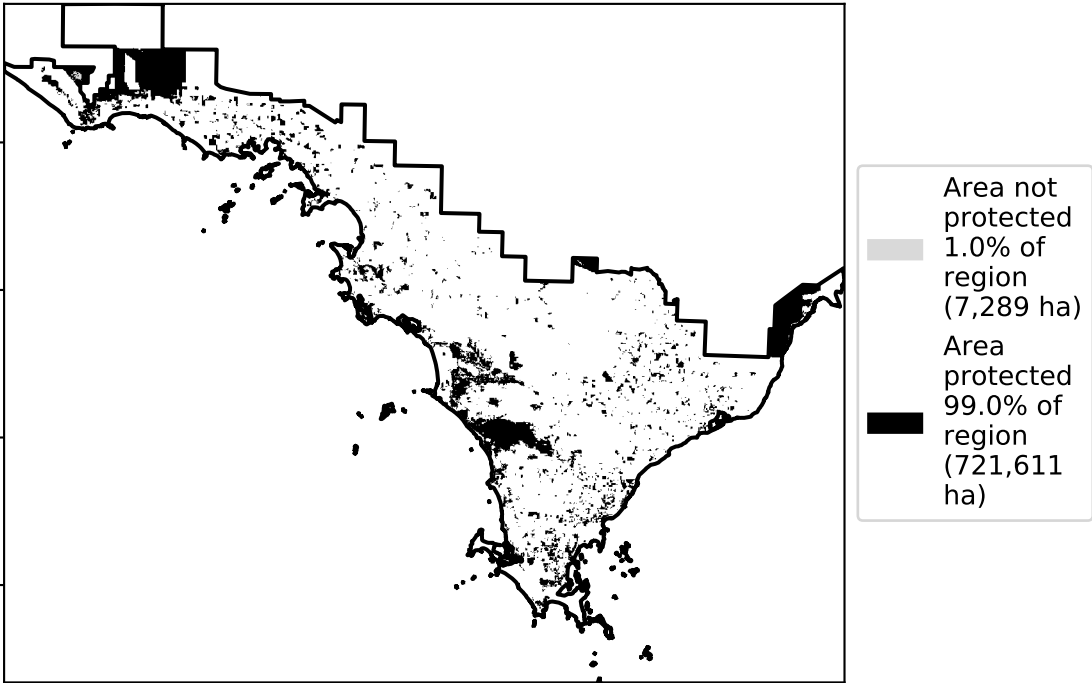 Area not
protected
1.0% of
region
(7,289 ha)
Area
protected
99.0% of
region
(721,611
ha)